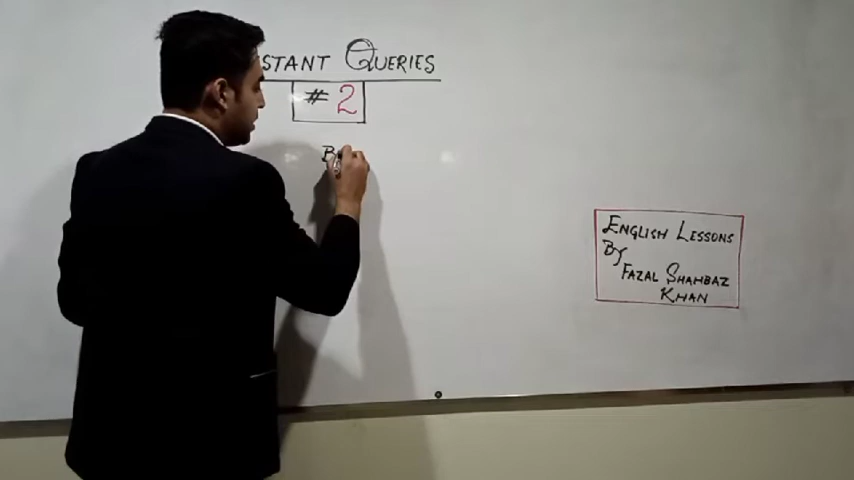 STANT QUERIES
# 2
B
ENGLISH LESSONS
By
FAZAL SHAHBAZ
KHAN